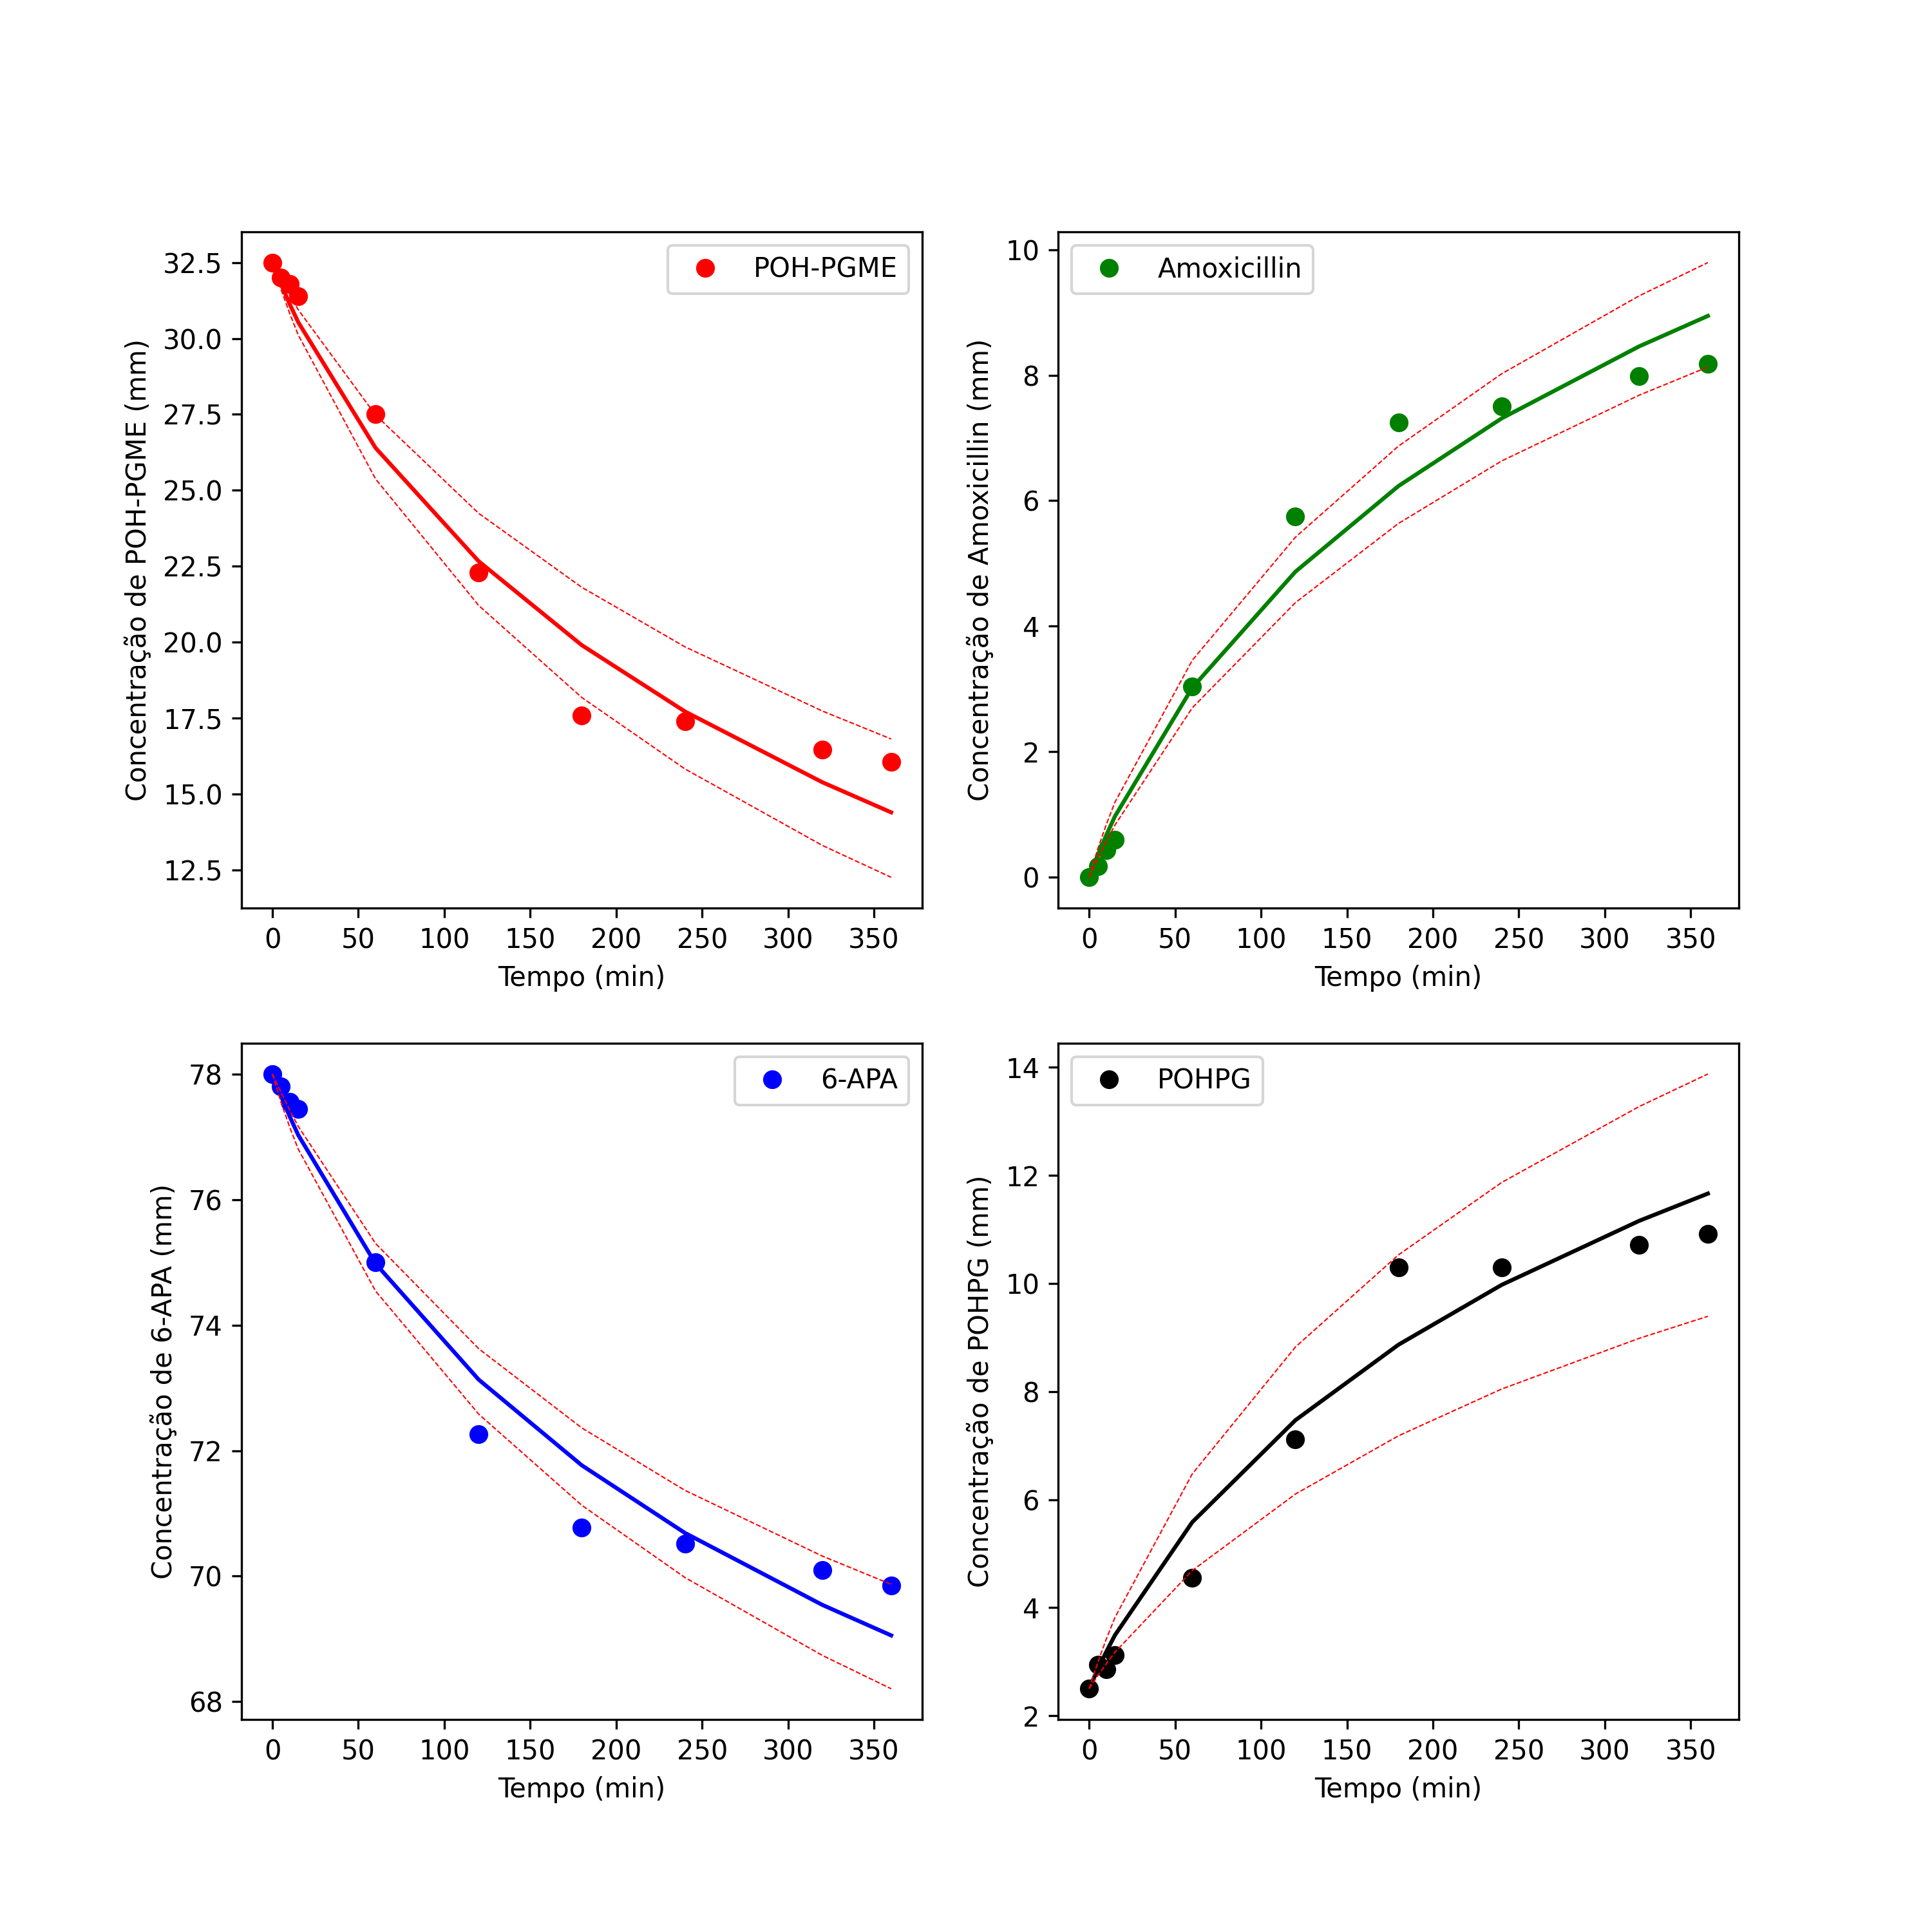 POH-PGME
Concentração de POH-PGME (mm)
32.5
30.0
27.5
25.0
22.5
20.0
17.5
15.0
12.5
0 50 100 150 200 250 300 350
Tempo (min)
Amoxicillin
Concentração de Amoxicillin (mm)
10
8
6
4
2
0
0 50 100 150 200 250 300 350
Tempo (min)
6-APA
Concentração de 6-APA (mm)
78
76
74
72
70
68
0 50 100 150 200 250 300 350
Tempo (min)
POHPG
Concentração de POHPG (mm)
14
12
10
8
6
4
2
0 50 100 150 200 250 300 350
Tempo (min)